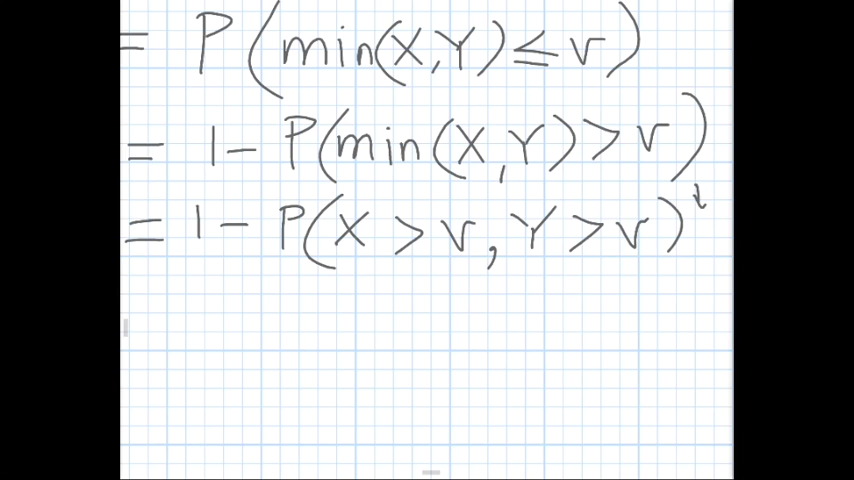 = P(min(X,Y)≤v)
= 1- P(min(X,Y)>v)
= 1- P(X>v,Y>v)